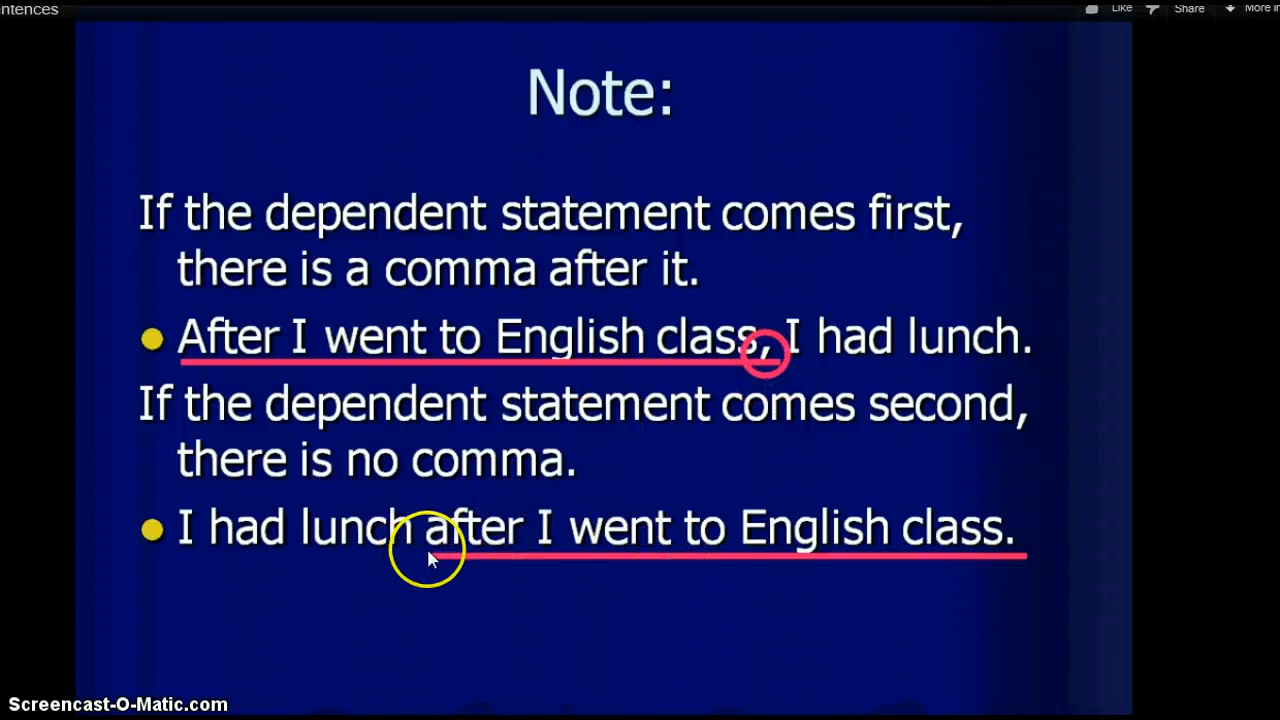 ntences
Like Share More in
Note:
If the dependent statement comes first,
there is a comma after it.
After I went to English class, I had lunch.
If the dependent statement comes second,
there is no comma.
I had lunch after I went to English class.
Screencast-O-Matic.com